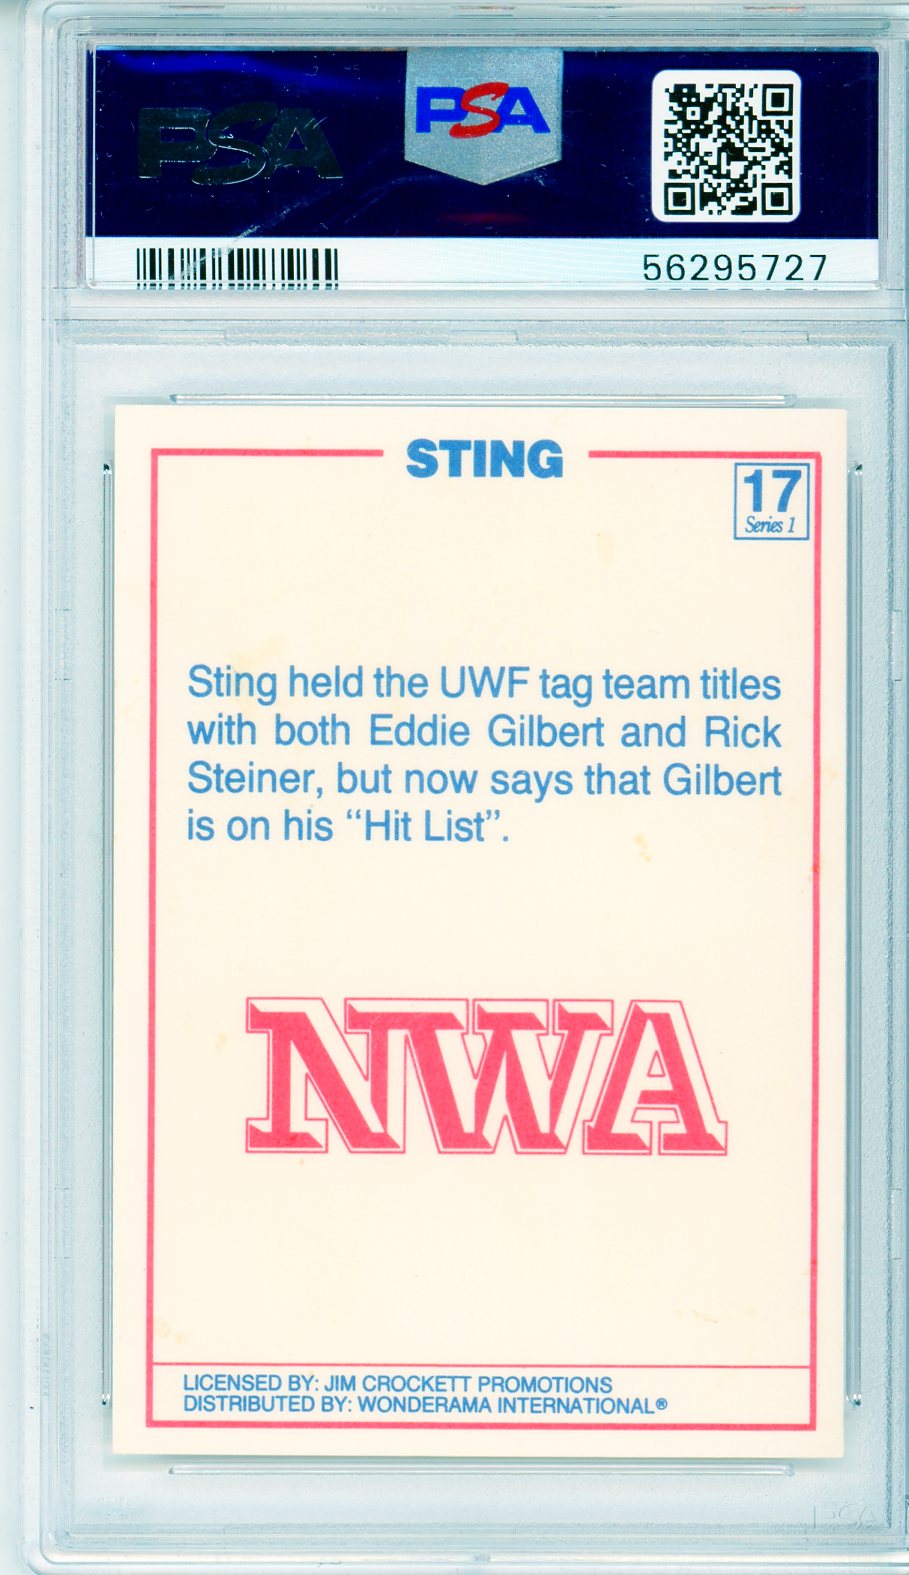 PSA
PSA
56295727
STING
17
Series 1
Sting held the UWF tag team titles
with both Eddie Gilbert and Rick
Steiner, but now says that Gilbert
is on his “Hit List”.
NWA
LICENSED BY: JIM CROCKETT PROMOTIONS
DISTRIBUTED BY: WONDERAMA INTERNATIONAL®